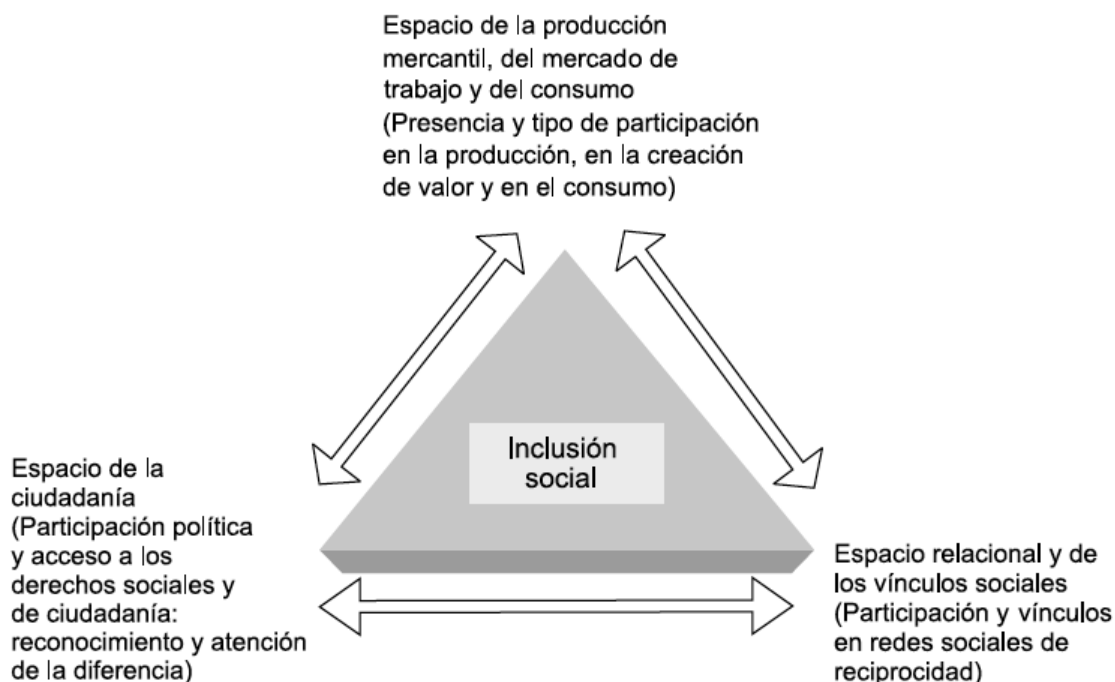 Espacio de la producción
mercantil, del mercado de
trabajo y del consumo
(Presencia y tipo de participación
en la producción, en la creación
de valor y en el consumo)
Inclusión
social
Espacio de la
ciudadanía
(Participación política
y acceso a los
derechos sociales y
de ciudadanía:
reconocimiento y atención
de la diferencia)
Espacio relacional y de
los vínculos sociales
(Participación y vínculos
en redes sociales de
reciprocidad)